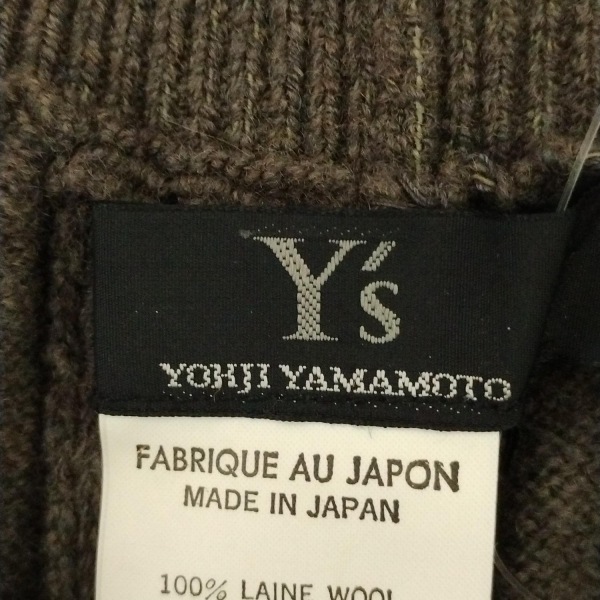 Y's
YOHJI YAMAMOTO
FABRIQUE AU JAPON
MADE IN JAPAN
100% LAINE WOOL